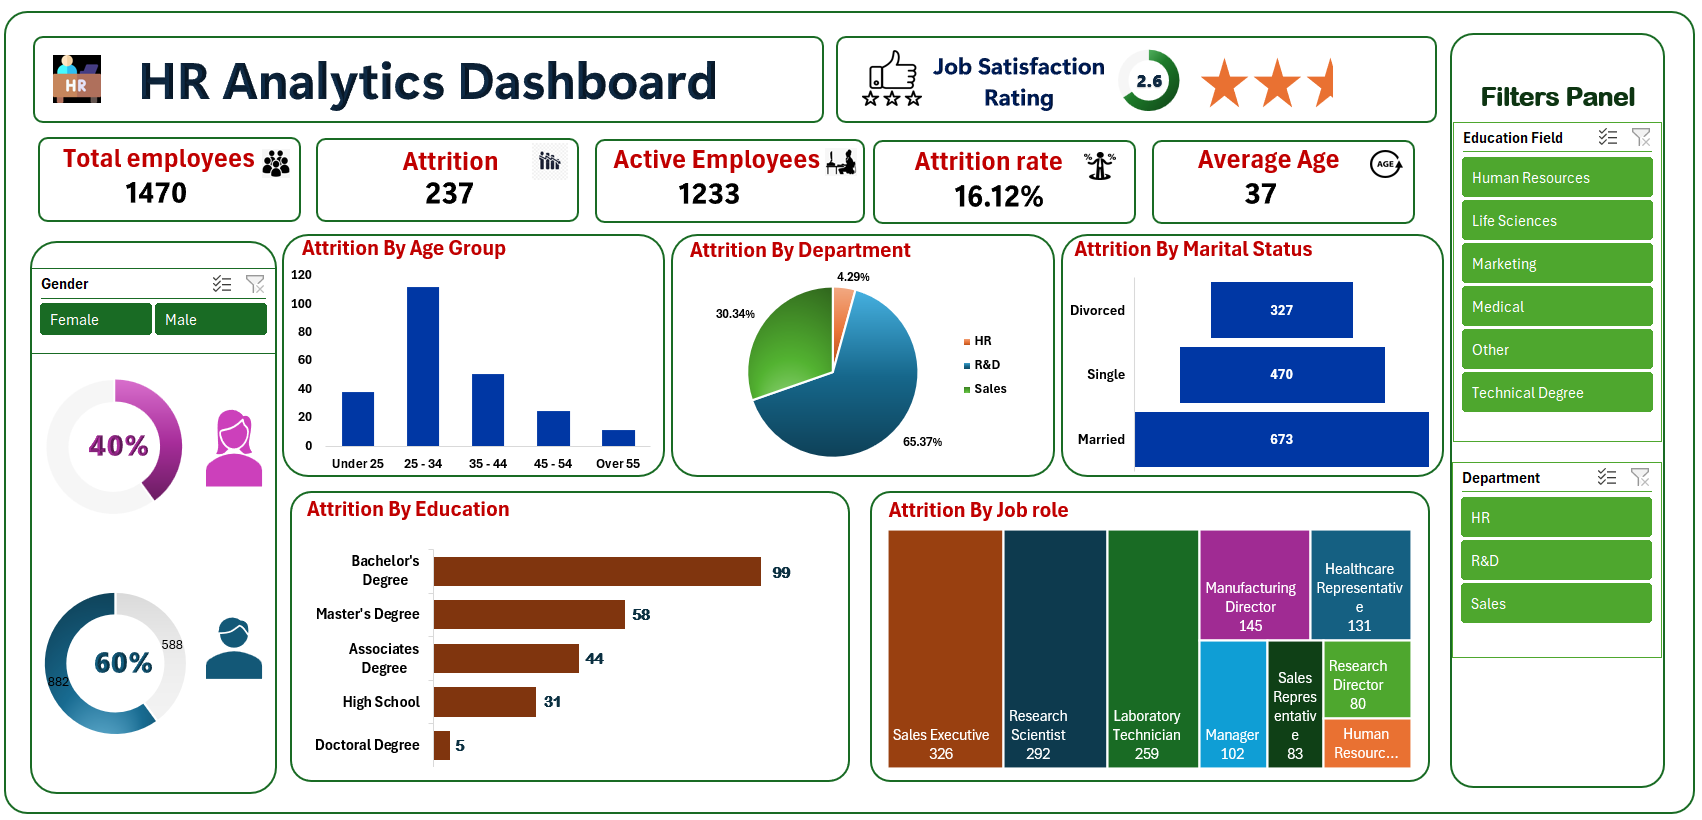 HR
HR Analytics Dashboard
Job Satisfaction
Rating
2.6
Filters Panel
Total employees
1470
Attrition
237
Active Employees
1233
Attrition rate
16.12%
% %
Average Age
37
AGE
Gender
Female
Male
40%
60%
588
882
Attrition By Age Group
120
100
80
60
40
20
0
Under 25
25 - 34
35 - 44
45 - 54
Over 55
Attrition By Department
4.29%
30.34%
65.37%
HR
R&D
Sales
Attrition By Marital Status
Divorced
327
Single
470
Married
673
Attrition By Education
Bachelor's
Degree
99
Master's Degree
58
Associates
Degree
44
High School
31
Doctoral Degree
5
Attrition By Job role
Sales Executive
326
Research
Scientist
292
Laboratory
Technician
259
Manufacturing
Director
145
Healthcare
Representativ
e
131
Manager
102
Sales
Repres
entativ
e
83
Research
Director
80
Human
Resourc...
Education Field
Human Resources
Life Sciences
Marketing
Medical
Other
Technical Degree
Department
HR
R&D
Sales